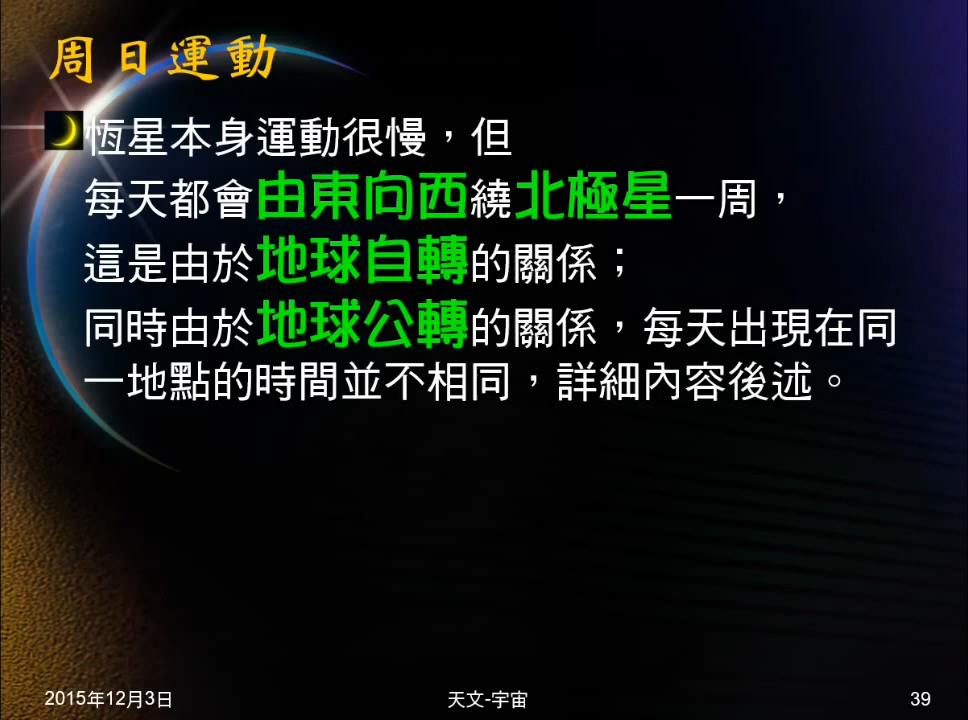 周日運動
恆星本身運動很慢，但
每天都會由東向西繞北極星一周，
這是由於地球自轉的關係；
同時由於地球公轉的關係，每天出現在同
一地點的時間並不相同，詳細內容後述。
2015年12月3日
天文-宇宙
39